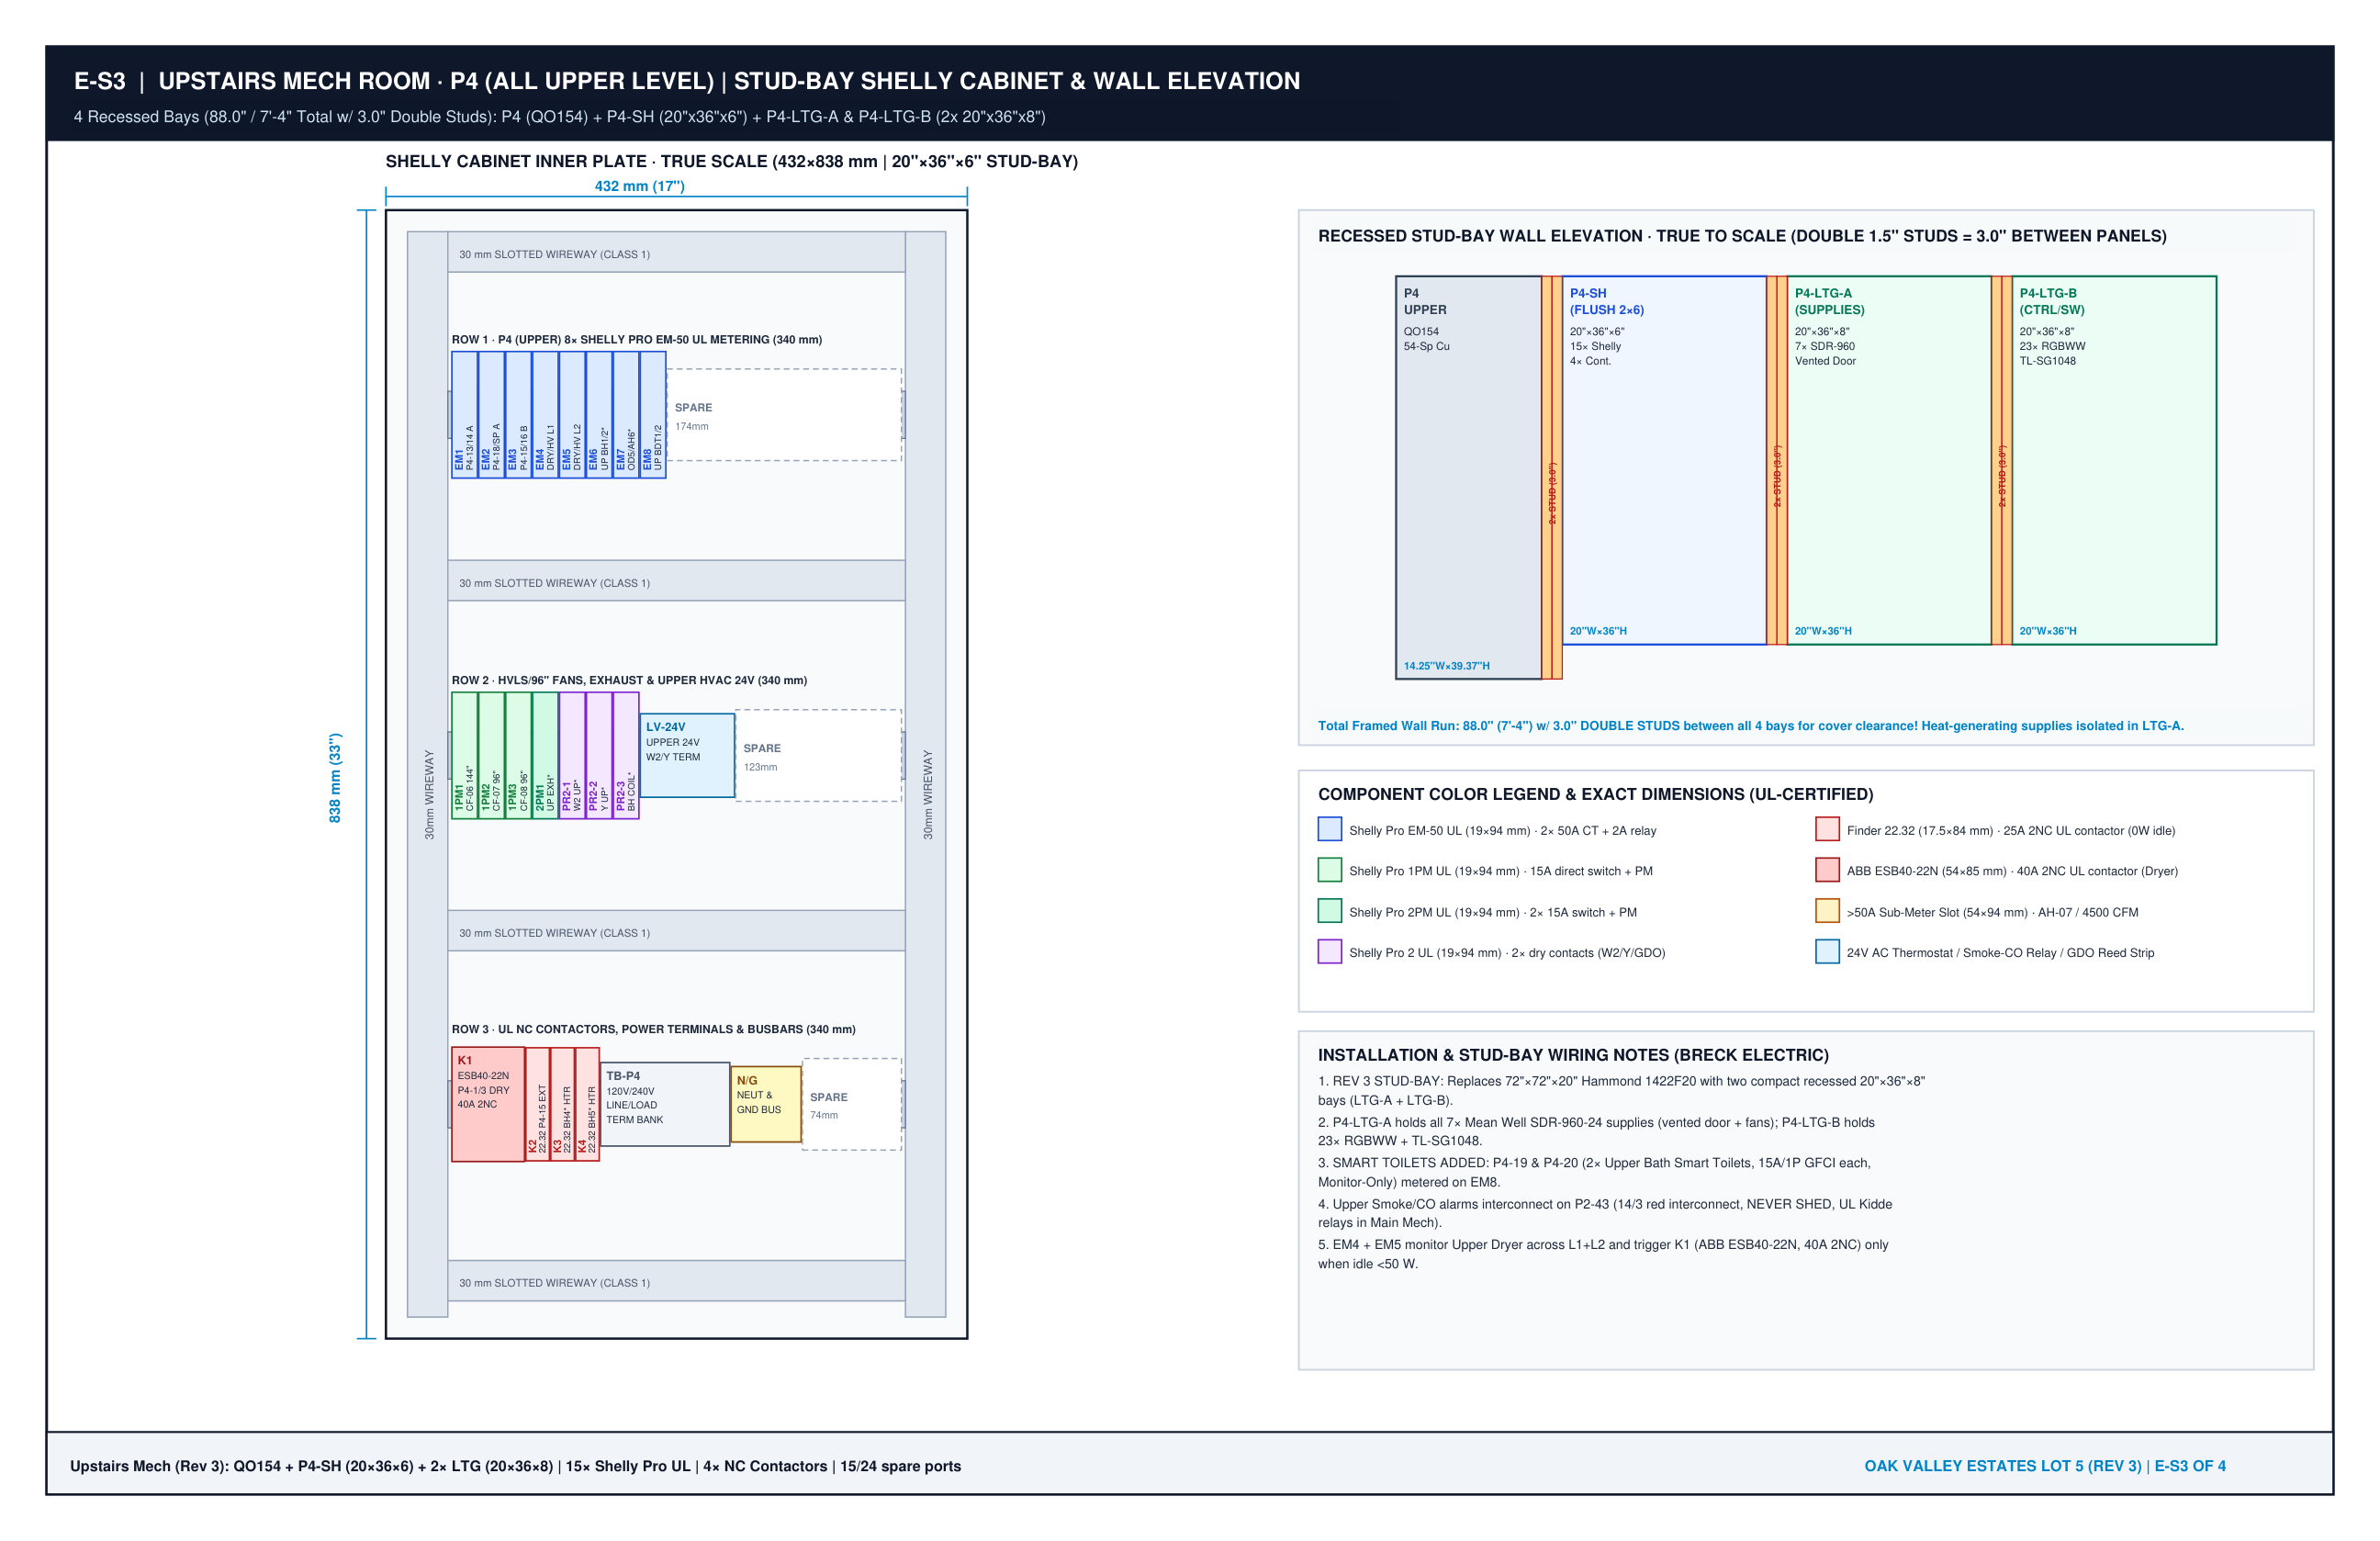 E-S3 | UPSTAIRS MECH ROOM · P4 (ALL UPPER LEVEL) | STUD-BAY SHELLY CABINET & WALL ELEVATION
4 Recessed Bays (88.0" / 7'-4" Total w/ 3.0" Double Studs): P4 (QO154) + P4-SH (20"x36"x6") + P4-LTG-A & P4-LTG-B (2x 20"x36"x8")
SHELLY CABINET INNER PLATE · TRUE SCALE (432×838 mm | 20"×36"×6" STUD-BAY)
432 mm (17")
838 mm (33")
30mm WIREWAY
30mm WIREWAY
30 mm SLOTTED WIREWAY (CLASS 1)
ROW 1 · P4 (UPPER) 8× SHELLY PRO EM-50 UL METERING (340 mm)
EM1
P4-13/14 A
EM2
P4-18/SP A
EM3
P4-15/16 B
EM4
DRY/HV L1
EM5
DRY/HV L2
EM6
UP BH1/2*
EM7
OD5/AH6*
EM8
UP BDT1/2
SPARE
174mm
30 mm SLOTTED WIREWAY (CLASS 1)
ROW 2 · HVLS/96" FANS, EXHAUST & UPPER HVAC 24V (340 mm)
1PM1
CF-06 144"
1PM2
CF-07 96"
1PM3
CF-08 96"
2PM1
UP EXH*
PR2-1
W2 UP*
PR2-2
Y UP*
PR2-3
BH COIL*
LV-24V
UPPER 24V
W2/Y TERM
SPARE
123mm
30 mm SLOTTED WIREWAY (CLASS 1)
ROW 3 · UL NC CONTACTORS, POWER TERMINALS & BUSBARS (340 mm)
K1
ESB40-22N
P4-1/3 DRY
40A 2NC
K2
22.32 P4-15 EXT
K3
22.32 BH4* HTR
K4
22.32 BH5* HTR
TB-P4
120V/240V
LINE/LOAD
TERM BANK
N/G
NEUT &
GND BUS
SPARE
74mm
30 mm SLOTTED WIREWAY (CLASS 1)
RECESSED STUD-BAY WALL ELEVATION · TRUE TO SCALE (DOUBLE 1.5" STUDS = 3.0" BETWEEN PANELS)
P4
UPPER
QO154
54-Sp Cu
14.25"W×39.37"H
2x STUD (3.0")
P4-SH
(FLUSH 2×6)
20"×36"×6"
15× Shelly
4× Cont.
20"W×36"H
2x STUD (3.0")
P4-LTG-A
(SUPPLIES)
20"×36"×8"
7× SDR-960
Vented Door
20"W×36"H
2x STUD (3.0")
P4-LTG-B
(CTRL/SW)
20"×36"×8"
23× RGBWW
TL-SG1048
20"W×36"H
Total Framed Wall Run: 88.0" (7'-4") w/ 3.0" DOUBLE STUDS between all 4 bays for cover clearance! Heat-generating supplies isolated in LTG-A.
COMPONENT COLOR LEGEND & EXACT DIMENSIONS (UL-CERTIFIED)
Shelly Pro EM-50 UL (19×94 mm) · 2× 50A CT + 2A relay
Finder 22.32 (17.5×84 mm) · 25A 2NC UL contactor (0W idle)
Shelly Pro 1PM UL (19×94 mm) · 15A direct switch + PM
ABB ESB40-22N (54×85 mm) · 40A 2NC UL contactor (Dryer)
Shelly Pro 2PM UL (19×94 mm) · 2× 15A switch + PM
>50A Sub-Meter Slot (54×94 mm) · AH-07 / 4500 CFM
Shelly Pro 2 UL (19×94 mm) · 2× dry contacts (W2/Y/GDO)
24V AC Thermostat / Smoke-CO Relay / GDO Reed Strip
INSTALLATION & STUD-BAY WIRING NOTES (BRECK ELECTRIC)
1. REV 3 STUD-BAY: Replaces 72"×72"×20" Hammond 1422F20 with two compact recessed 20"×36"×8"
bays (LTG-A + LTG-B).
2. P4-LTG-A holds all 7× Mean Well SDR-960-24 supplies (vented door + fans); P4-LTG-B holds
23× RGBWW + TL-SG1048.
3. SMART TOILETS ADDED: P4-19 & P4-20 (2× Upper Bath Smart Toilets, 15A/1P GFCI each,
Monitor-Only) metered on EM8.
4. Upper Smoke/CO alarms interconnect on P2-43 (14/3 red interconnect, NEVER SHED, UL Kidde
relays in Main Mech).
5. EM4 + EM5 monitor Upper Dryer across L1+L2 and trigger K1 (ABB ESB40-22N, 40A 2NC) only
when idle <50 W.
Upstairs Mech (Rev 3): QO154 + P4-SH (20×36×6) + 2× LTG (20×36×8) | 15× Shelly Pro UL | 4× NC Contactors | 15/24 spare ports
OAK VALLEY ESTATES LOT 5 (REV 3) | E-S3 OF 4